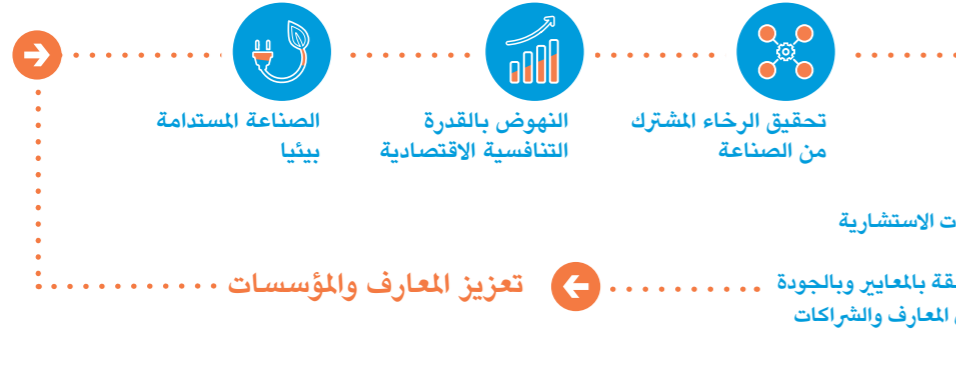 تحقيق الرخاء المشترك
من الصناعة
النهوض بالقدرة
التنافسية الاقتصادية
الصناعة المستدامة
بيئيا
الاستشارية
بالمعايير وبالجودة
المعارف والشراكات
تعزيز المعارف والمؤسسات